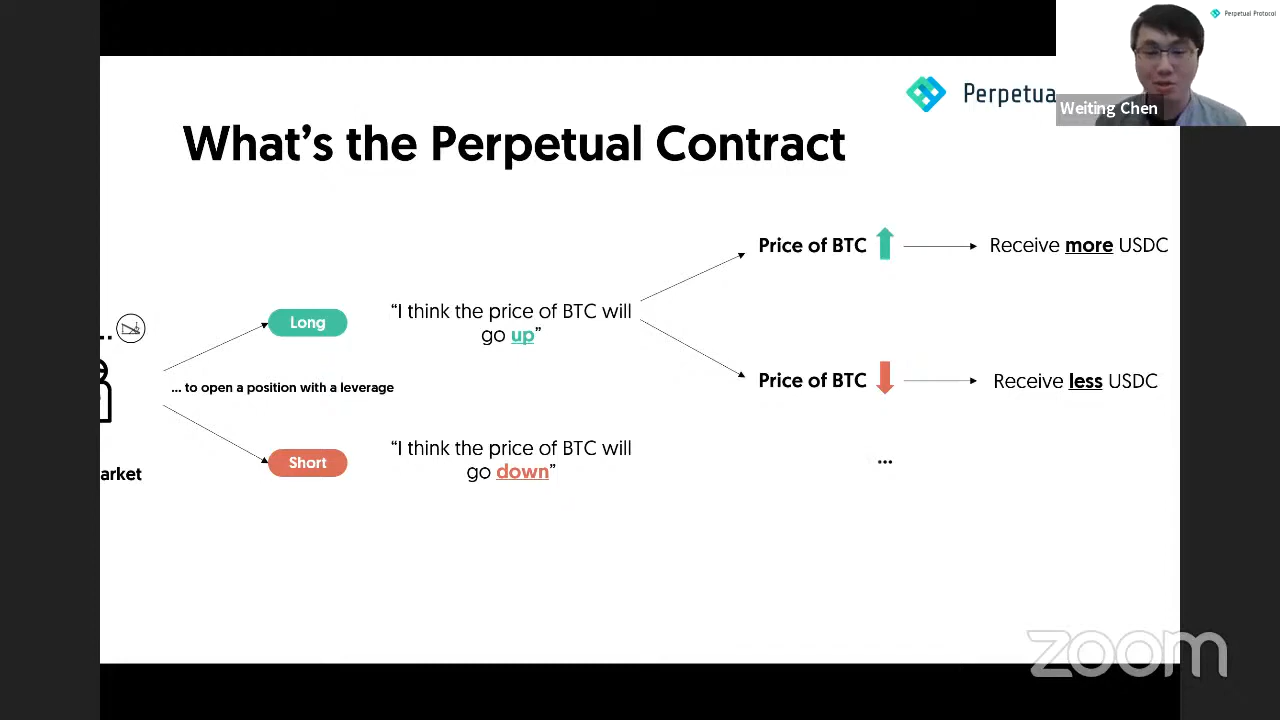 Perpetual Protocol
Perpetua
Weiting Chen
What's the Perpetual Contract
Price of BTC
Receive more USDC
Long
"I think the price of BTC will
go up"
... to open a position with a leverage
Price of BTC
Receive less USDC
Short
"I think the price of BTC will
go down"
...
arket
zoom